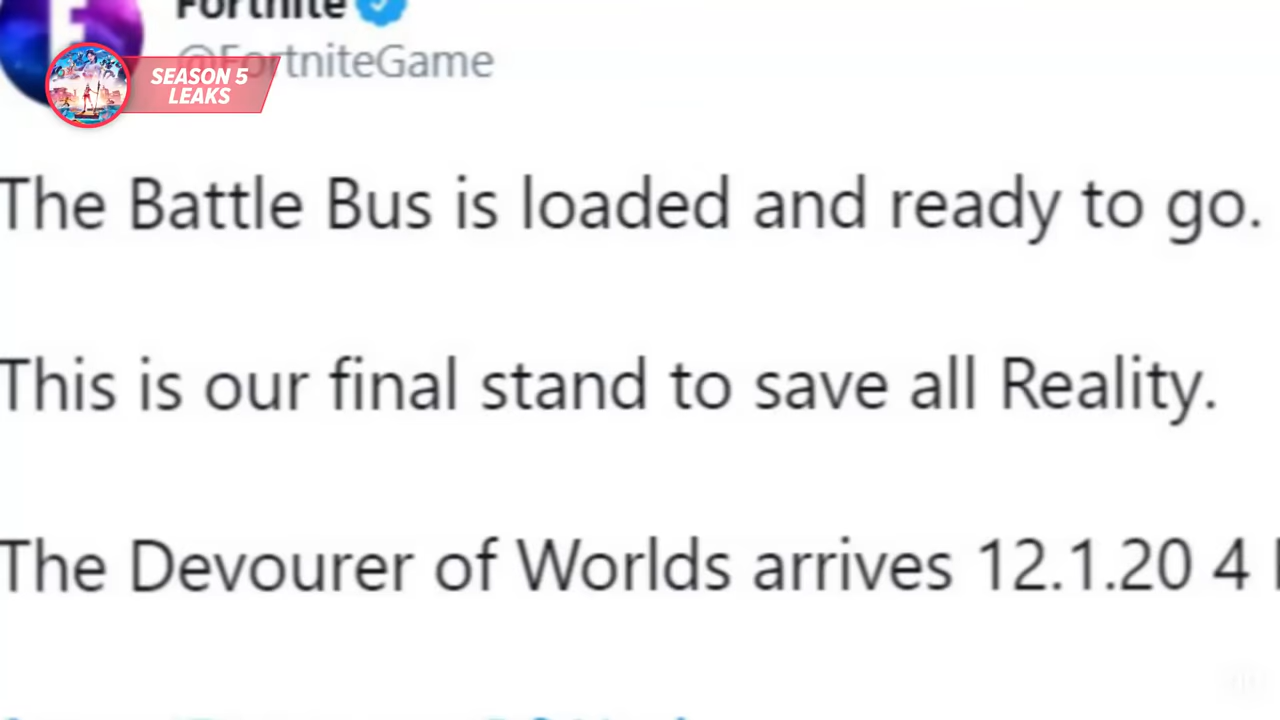 Fortnite
@FortniteGame
SEASON 5
LEAKS
The Battle Bus is loaded and ready to go.
This is our final stand to save all Reality.
The Devourer of Worlds arrives 12.1.20 4